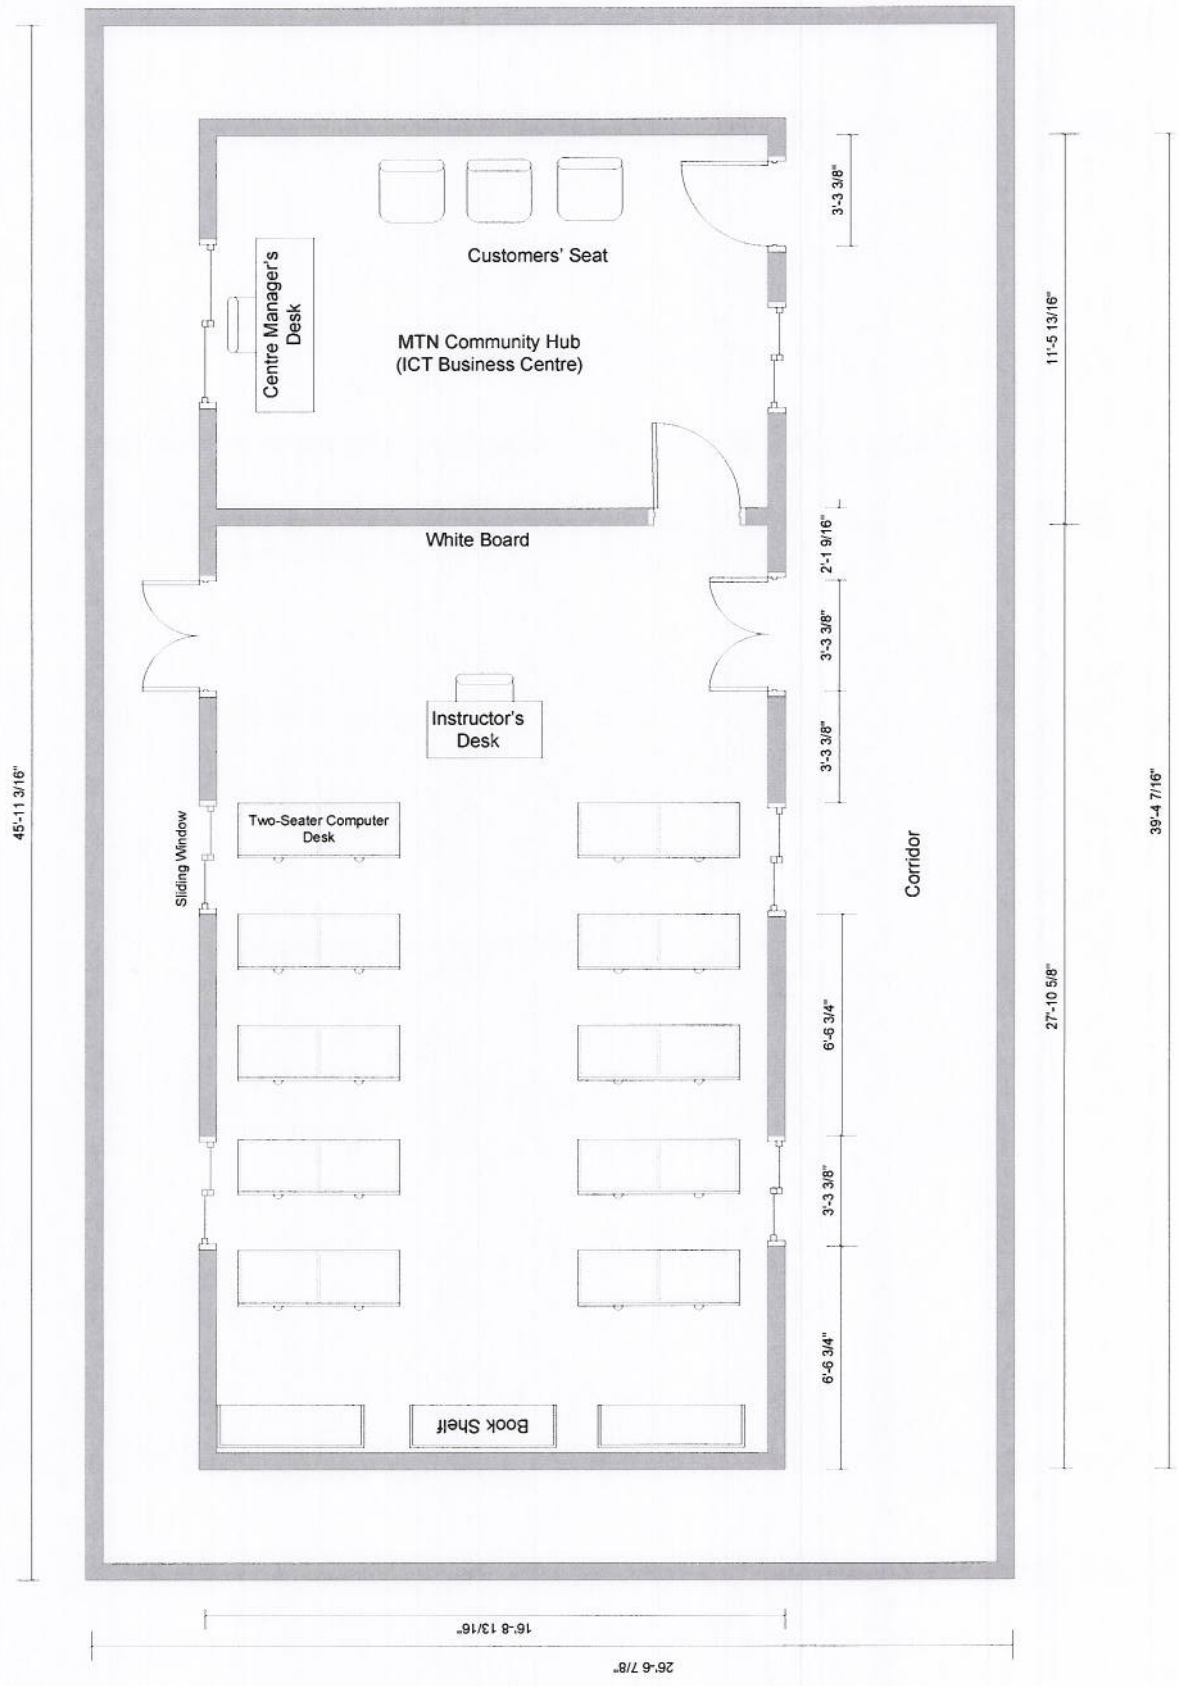 3'-3 3/8"
Customers' Seat
Centre Manager's
Desk
MTN Community Hub
(ICT Business Centre)
11'-5 13/16"
White Board
2'-1 9/16"
3'-3 3/8"
Instructor's
Desk
3'-3 3/8"
45'-11 3/16"
Sliding Window
Two-Seater Computer
Desk
Corridor
39'-4 7/16"
27'-10 5/8"
6'-6 3/4"
3'-3 3/8"
6'-6 3/4"
Book Shelf
16'-8 13/16"
26'-6 7/8"